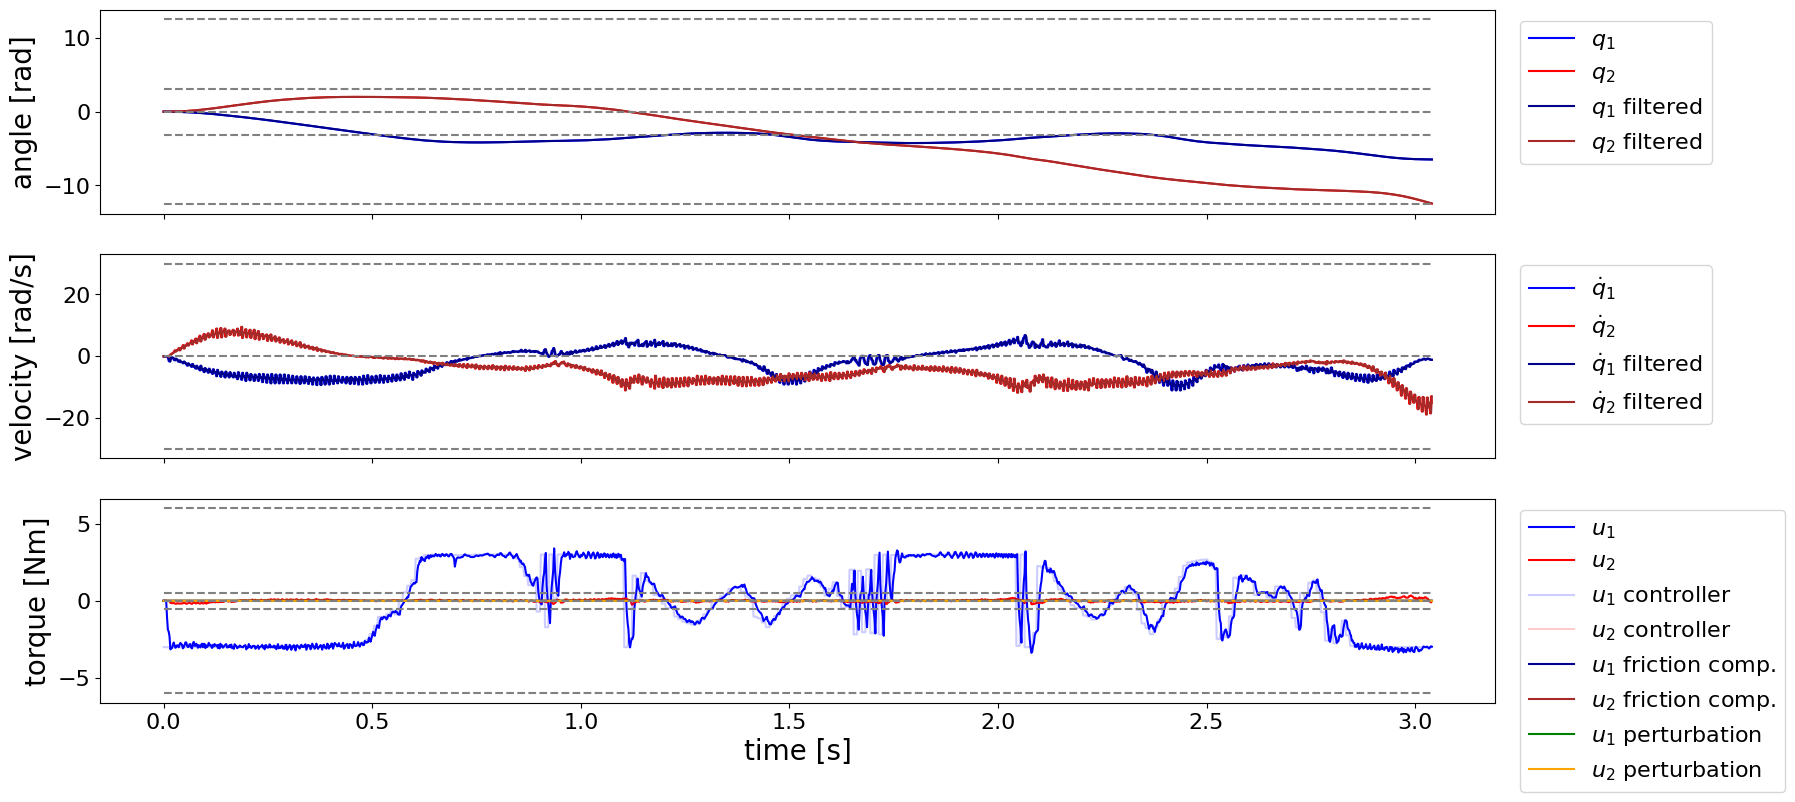 angle [rad]
10
0
−10
q₁
q₂
q₁ filtered
q₂ filtered
velocity [rad/s]
20
0
−20
q̇₁
q̇₂
q̇₁ filtered
q̇₂ filtered
torque [Nm]
5
0
−5
0.0 0.5 1.0 1.5 2.0 2.5 3.0
time [s]
u₁
u₂
u₁ controller
u₂ controller
u₁ friction comp.
u₂ friction comp.
u₁ perturbation
u₂ perturbation